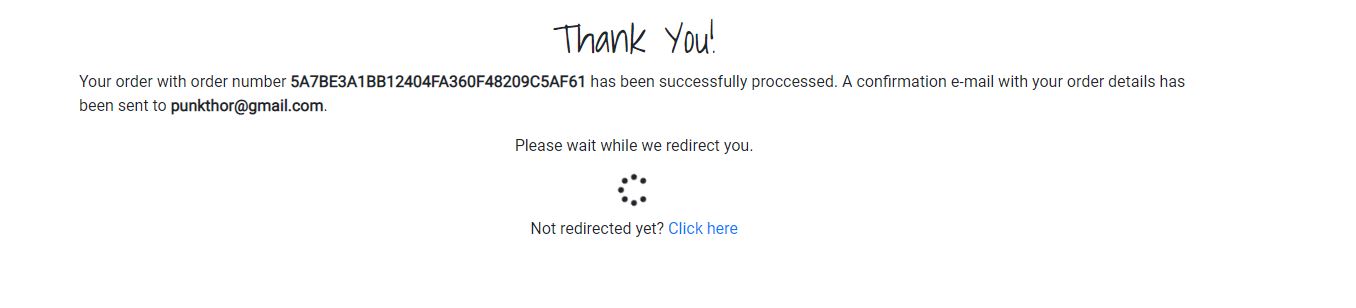 Thank You!
Your order with order number 5A7BE3A1BB12404FA360F48209C5AF61 has been successfully proccessed. A confirmation e-mail with your order details has
been sent to punkthor@gmail.com.
Please wait while we redirect you.
Not redirected yet? Click here